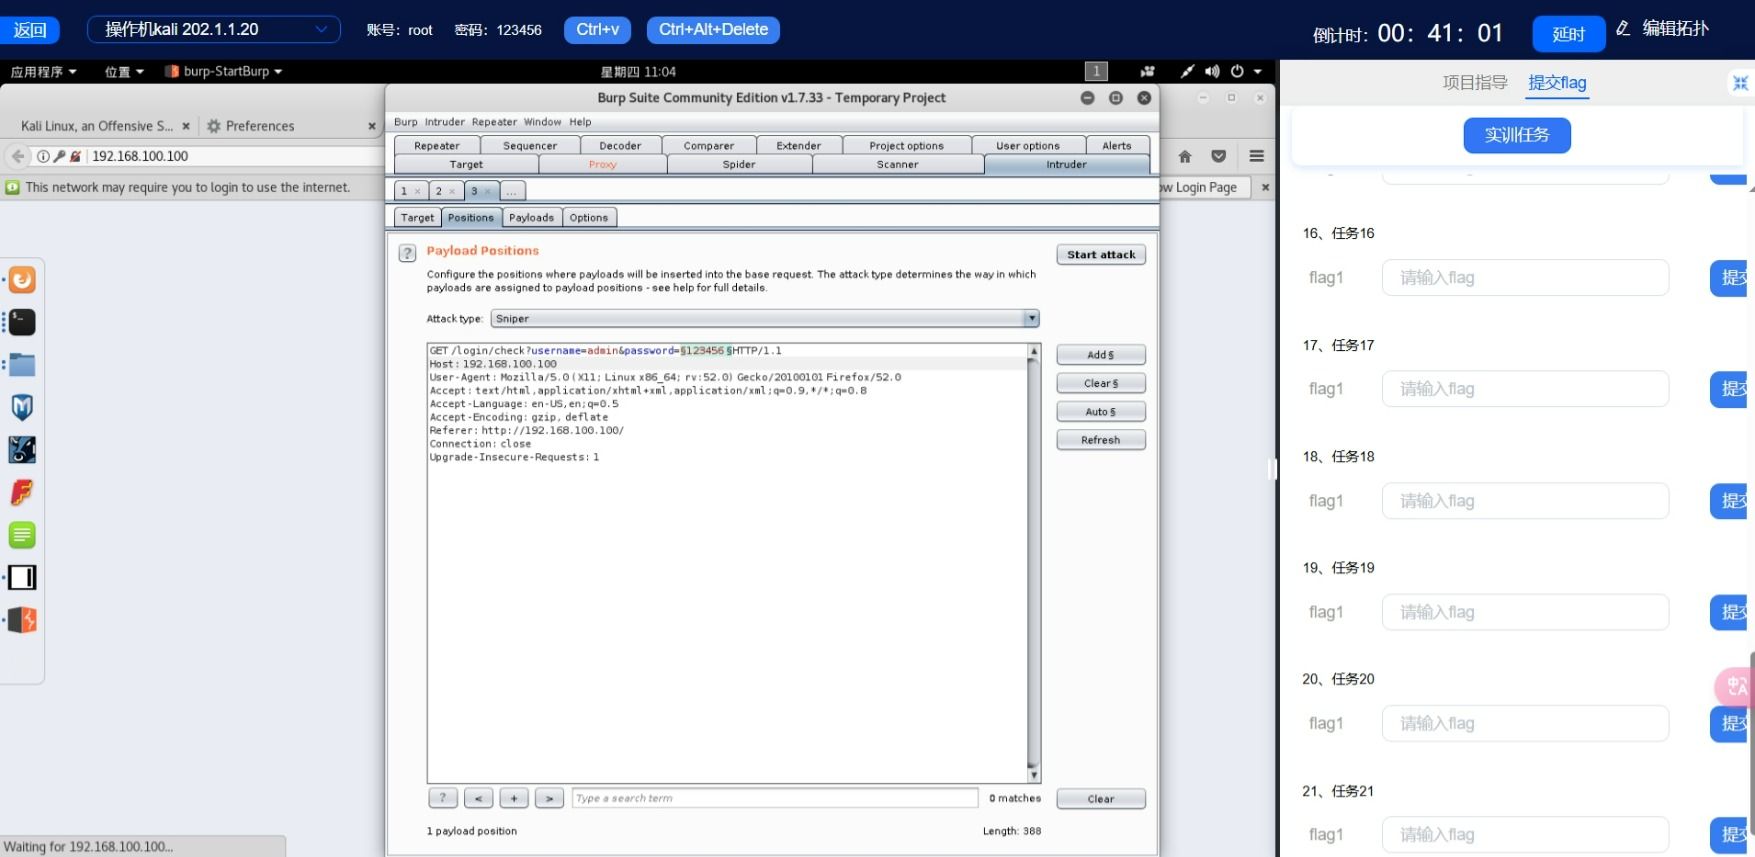 返回
操作机kali 202.1.1.20
账号：root
密码：123456
Ctrl+v
Ctrl+Alt+Delete
倒计时：00：41：01
延时
编辑拓扑
应用程序
位置
burp-StartBurp
星期四 11:04
1
项目指导
提交flag
Kali Linux, an Offensive S...
Preferences
192.168.100.100
This network may require you to login to use the internet.
ow Login Page
Burp Suite Community Edition v1.7.33 - Temporary Project
Burp Intruder Repeater Window Help
Repeater Sequencer Decoder Comparer Extender Project options User options Alerts
Target Proxy Spider Scanner Intruder
1 × 2 × 3 × ...
Target Positions Payloads Options
? Payload Positions
Start attack
Configure the positions where payloads will be inserted into the base request. The attack type determines the way in which
payloads are assigned to payload positions - see help for full details.
Attack type: Sniper
GET /login/check?username=admin&password=§123456 §HTTP/1.1
Host: 192.168.100.100
User-Agent: Mozilla/5.0 (X11; Linux x86_64; rv:52.0) Gecko/20100101 Firefox/52.0
Accept: text/html,application/xhtml+xml,application/xml;q=0.9,*/*;q=0.8
Accept-Language: en-US,en;q=0.5
Accept-Encoding: gzip, deflate
Referer: http://192.168.100.100/
Connection: close
Upgrade-Insecure-Requests: 1
Add §
Clear §
Auto §
Refresh
? < + >
Type a search term
0 matches
Clear
1 payload position
Length: 388
Waiting for 192.168.100.100...
实训任务
16、任务16
flag1 请输入flag 提交
17、任务17
flag1 请输入flag 提交
18、任务18
flag1 请输入flag 提交
19、任务19
flag1 请输入flag 提交
20、任务20
flag1 请输入flag 提交
21、任务21
flag1 请输入flag 提交